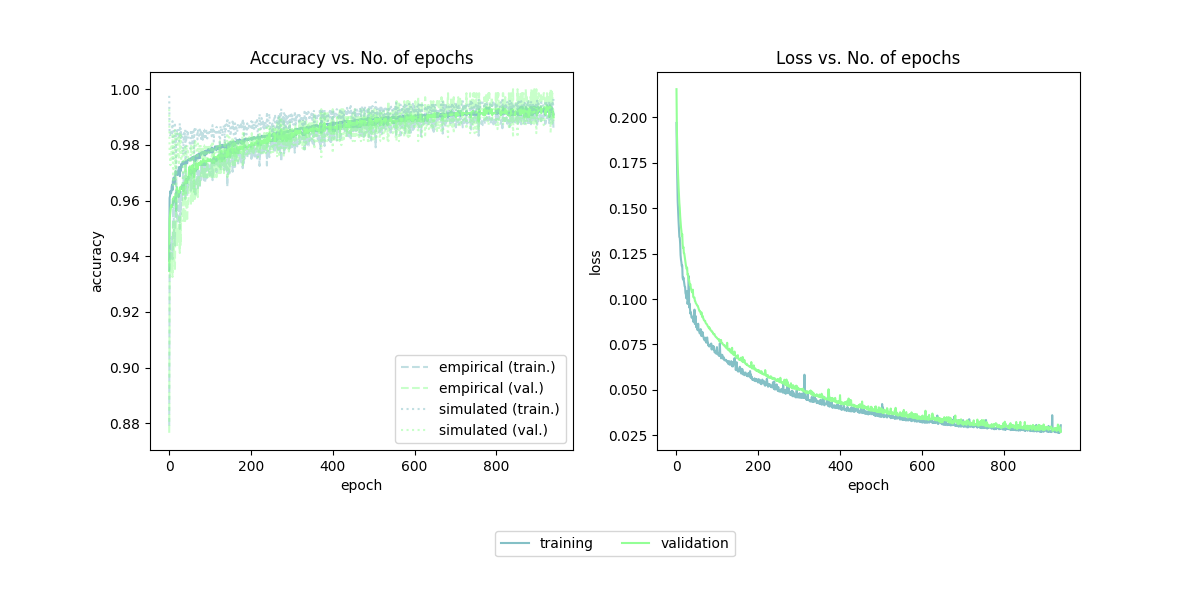 Accuracy vs. No. of epochs
1.00
0.98
0.96
0.94
0.92
0.90
0.88
accuracy
empirical (train.)
empirical (val.)
simulated (train.)
simulated (val.)
0 200 400 600 800
epoch
Loss vs. No. of epochs
0.200
0.175
0.150
0.125
0.100
0.075
0.050
0.025
loss
0 200 400 600 800
epoch
training validation